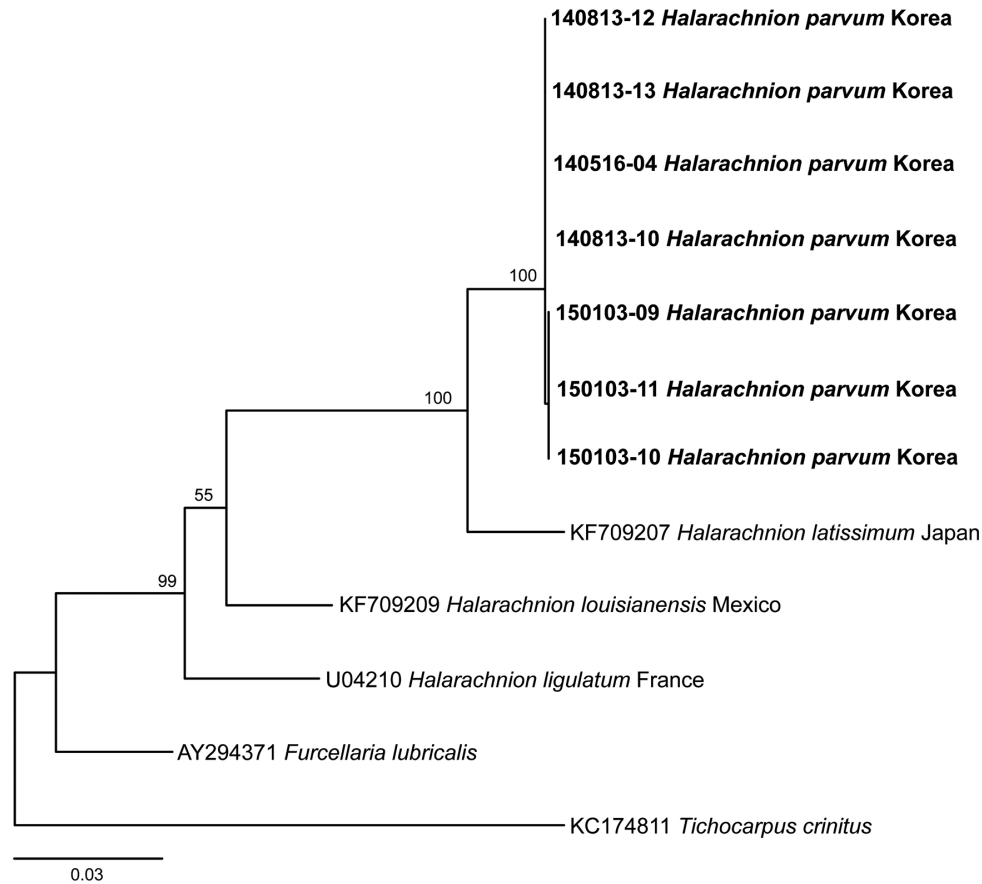 140813-12 Halarachnion parvum Korea
140813-13 Halarachnion parvum Korea
140516-04 Halarachnion parvum Korea
140813-10 Halarachnion parvum Korea
100
150103-09 Halarachnion parvum Korea
150103-11 Halarachnion parvum Korea
100
150103-10 Halarachnion parvum Korea
55
KF709207 Halarachnion latissimum Japan
99
KF709209 Halarachnion louisianensis Mexico
U04210 Halarachnion ligulatum France
AY294371 Furcellaria lubricalis
KC174811 Tichocarpus crinitus
0.03